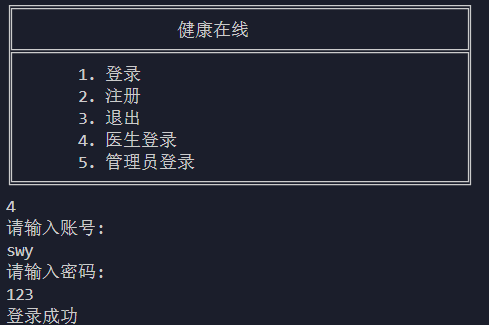 健康在线
1. 登录
2. 注册
3. 退出
4. 医生登录
5. 管理员登录
4
请输入账号:
swy
请输入密码:
123
登录成功